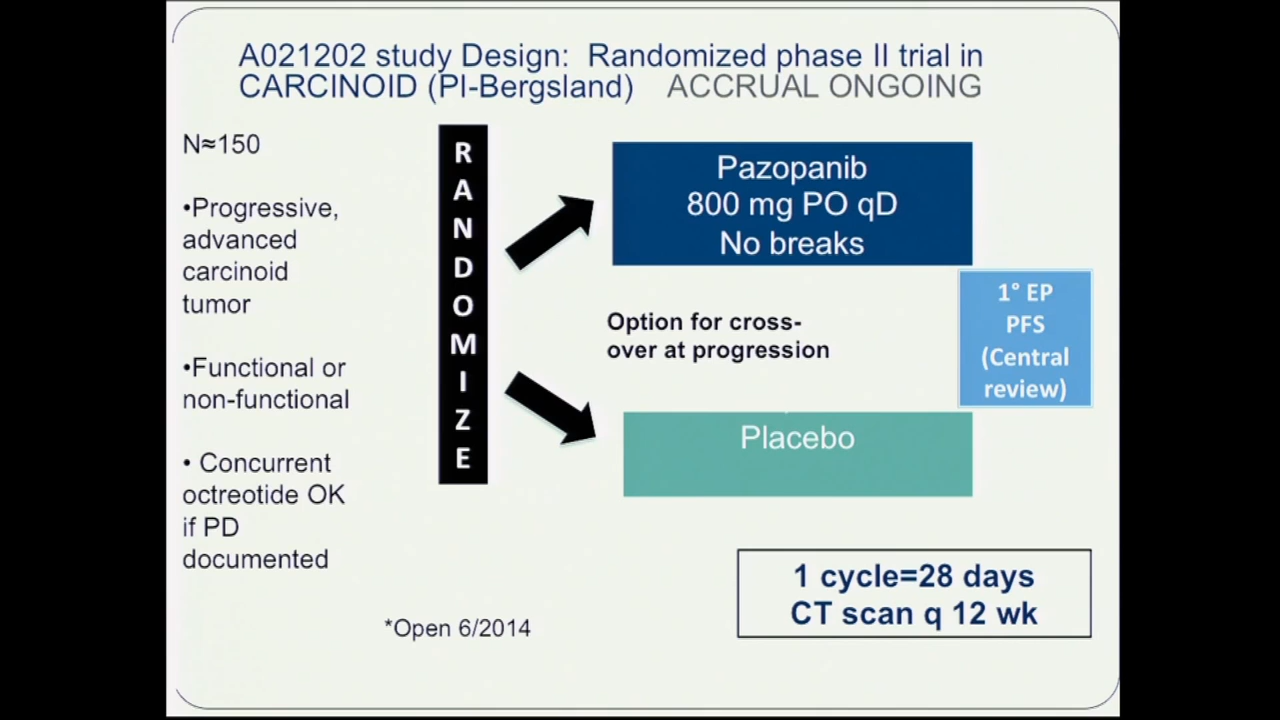 A021202 study Design: Randomized phase II trial in
CARCINOID (PI-Bergsland) ACCRUAL ONGOING
N≈150
•Progressive,
advanced
carcinoid
tumor
•Functional or
non-functional
• Concurrent
octreotide OK
if PD
documented
R
A
N
D
O
M
I
Z
E
Pazopanib
800 mg PO qD
No breaks
Option for cross-
over at progression
1° EP
PFS
(Central
review)
Placebo
1 cycle=28 days
CT scan q 12 wk
*Open 6/2014